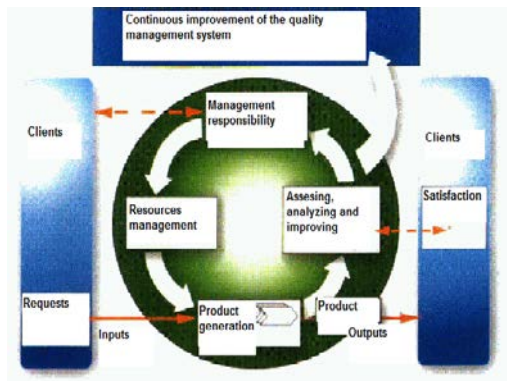 Continuous improvement of the quality
management system
Clients
Management
responsibility
Clients
Resources
management
Assesing,
analyzing and
improving
Satisfaction
Requests
Inputs
Product
generation
Product
Outputs